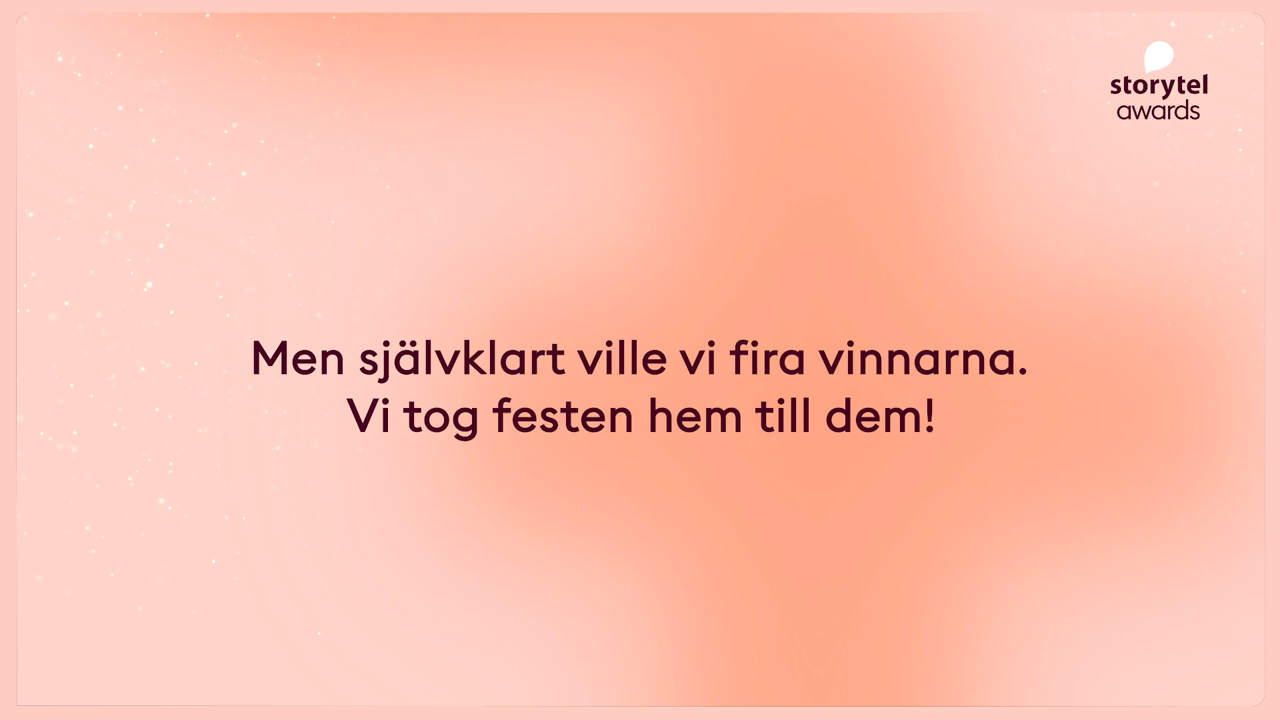 storytel
awards
Men självklart ville vi fira vinnarna.
Vi tog festen hem till dem!